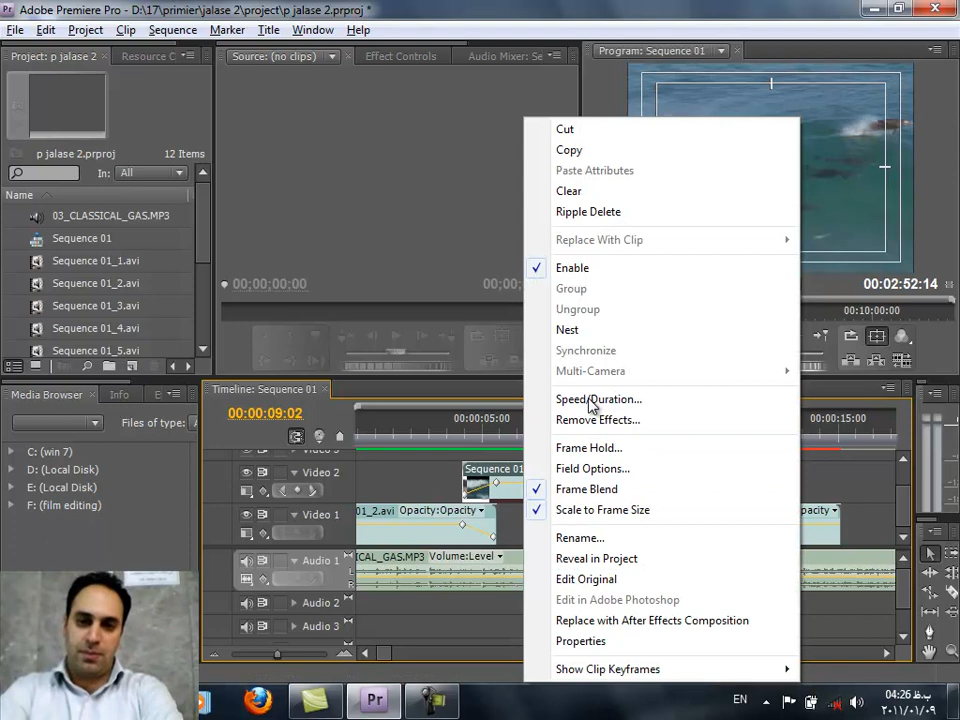 Adobe Premiere Pro - D:\17\primier\jalase 2\project\p jalase 2.prproj *
File Edit Project Clip Sequence Marker Title Window Help
Project: p jalase 2
Resource C
Source: (no clips)
Effect Controls
Audio Mixer: Se
Program: Sequence 01
p jalase 2.prproj
12 Items
In: All
Name
03_CLASSICAL_GAS.MP3
Sequence 01
Sequence 01_1.avi
Sequence 01_2.avi
Sequence 01_3.avi
Sequence 01_4.avi
Sequence 01_5.avi
00;00;00;00
00;00;
00:02:52:14
00:10:00:00
Cut
Copy
Paste Attributes
Clear
Ripple Delete
Replace With Clip
Enable
Group
Ungroup
Nest
Synchronize
Multi-Camera
Speed/Duration...
Remove Effects...
Frame Hold...
Field Options...
Frame Blend
Scale to Frame Size
Rename...
Reveal in Project
Edit Original
Edit in Adobe Photoshop
Replace with After Effects Composition
Properties
Show Clip Keyframes
Media Browser
Info
E
Files of type:
C: (win 7)
D: (Local Disk)
E: (Local Disk)
F: (film editing)
Timeline: Sequence 01
00:00:09:02
00:00:05:00
00:00:15:00
Video 2
Sequence 01
Video 1
01_2.avi Opacity:Opacity
pacity
Audio 1
ICAL_GAS.MP3 Volume:Level
Audio 2
Audio 3
Pr
EN
04:26 ب.ظ
۲۰۱۱/۰۱/۰۹